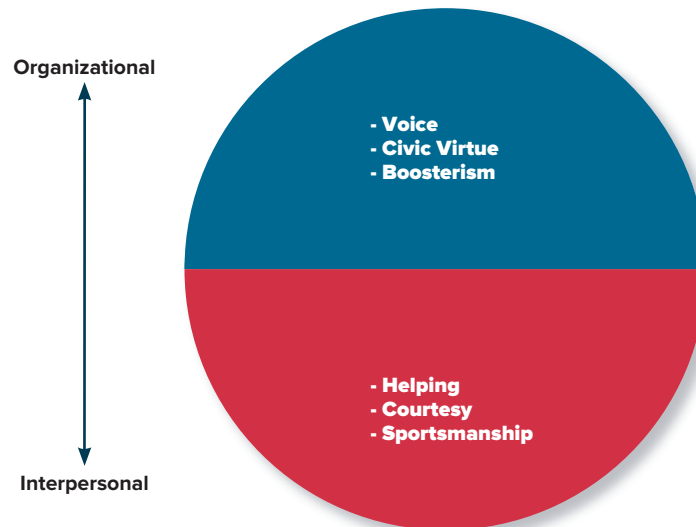 Organizational
- Voice
- Civic Virtue
- Boosterism
- Helping
- Courtesy
- Sportsmanship
Interpersonal